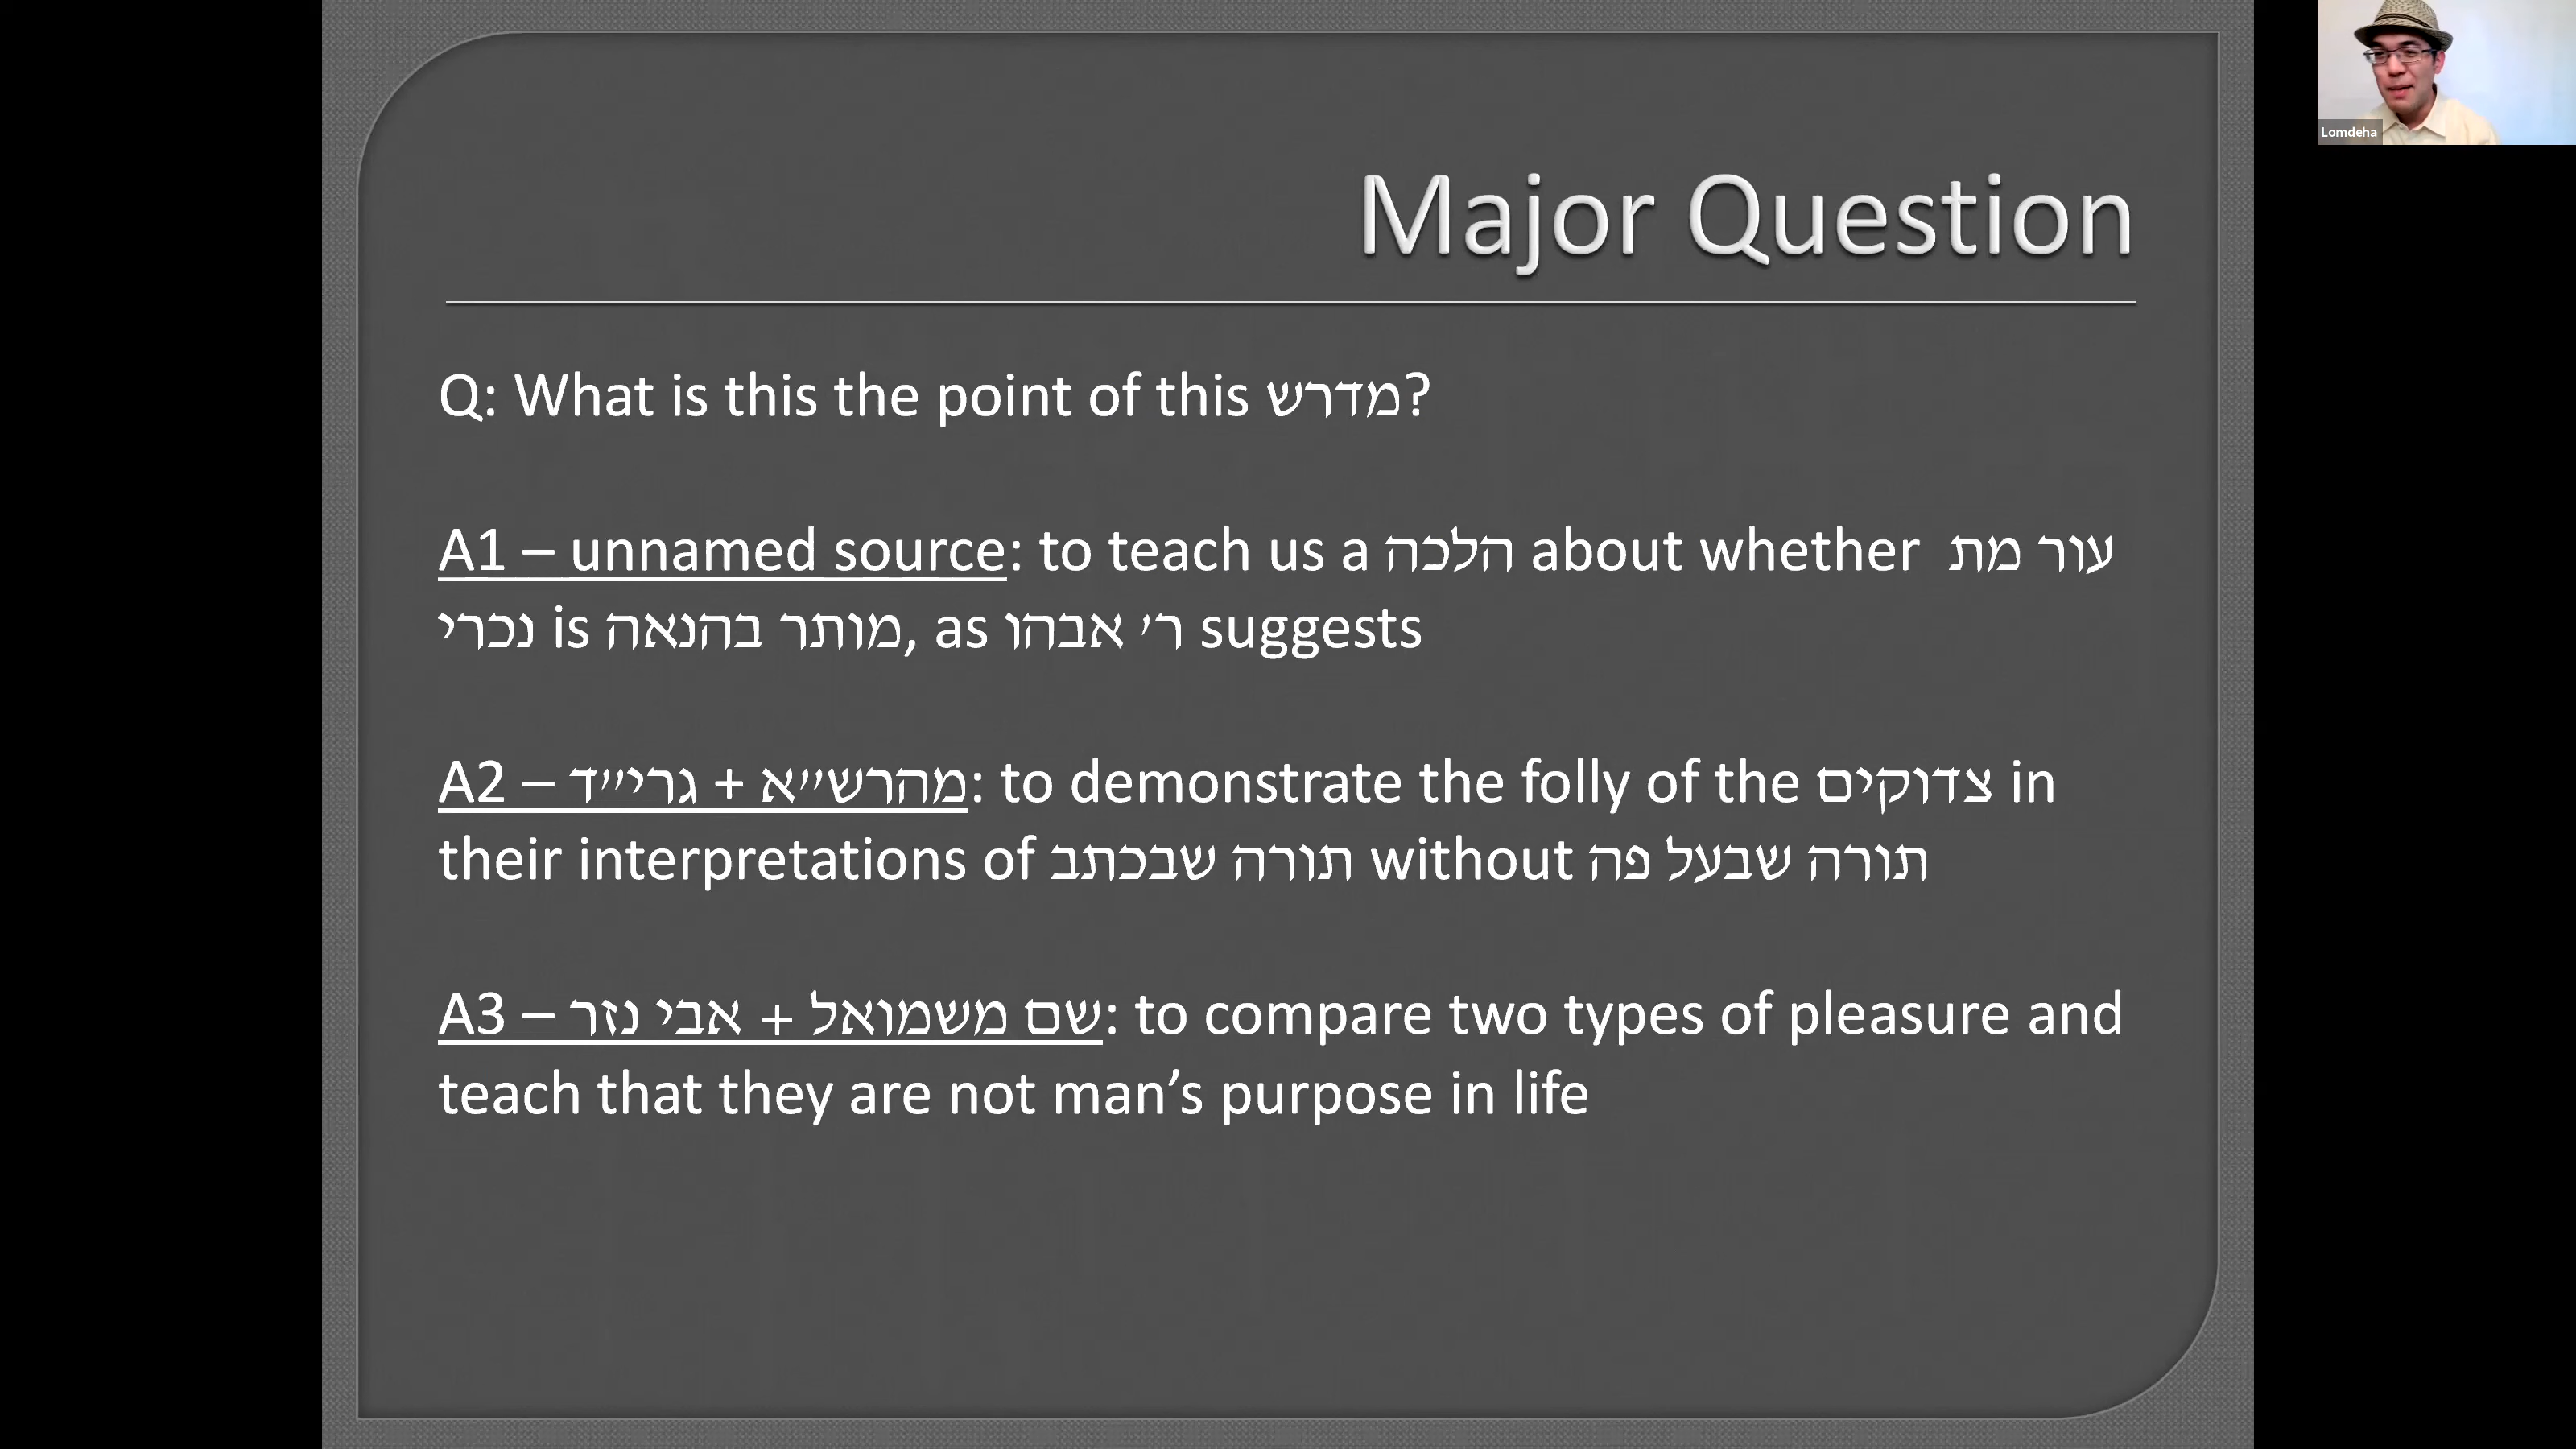 Major Question
Q: What is this the point of this מדרש?
A1 – unnamed source: to teach us a הלכה about whether עור מת
נכרי is מותר בהנאה, as ר׳ אבהו suggests
A2 – מהרש״א + גרי״ד: to demonstrate the folly of the צדוקים in
their interpretations of תורה שבכתב without תורה שבעל פה
A3 – שם משמואל + אבי נזר: to compare two types of pleasure and
teach that they are not man’s purpose in life
Lomdeha